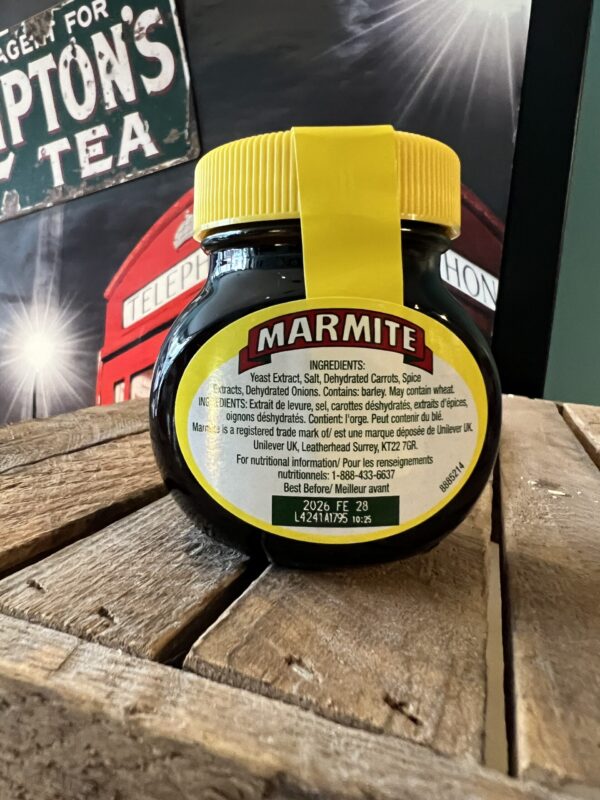 AGENT FOR
PTON'S
TEA
TELEPH
HON
MARMITE
INGREDIENTS:
Yeast Extract, Salt, Dehydrated Carrots, Spice
Extracts, Dehydrated Onions. Contains: barley. May contain wheat.
INGRÉDIENTS: Extrait de levure, sel, carottes déshydratés, extraits d'épices,
oignons déshydratés. Contient: l'orge. Peut contenir du blé.
Marmite is a registered trade mark of/ est une marque déposée de Unilever UK.
Unilever UK, Leatherhead Surrey, KT22 7GR.
For nutritional information/ Pour les renseignements
nutritionnels: 1-888-433-6637
Best Before/ Meilleur avant
2026 FE 28
L4241A1795 10:25
8885214